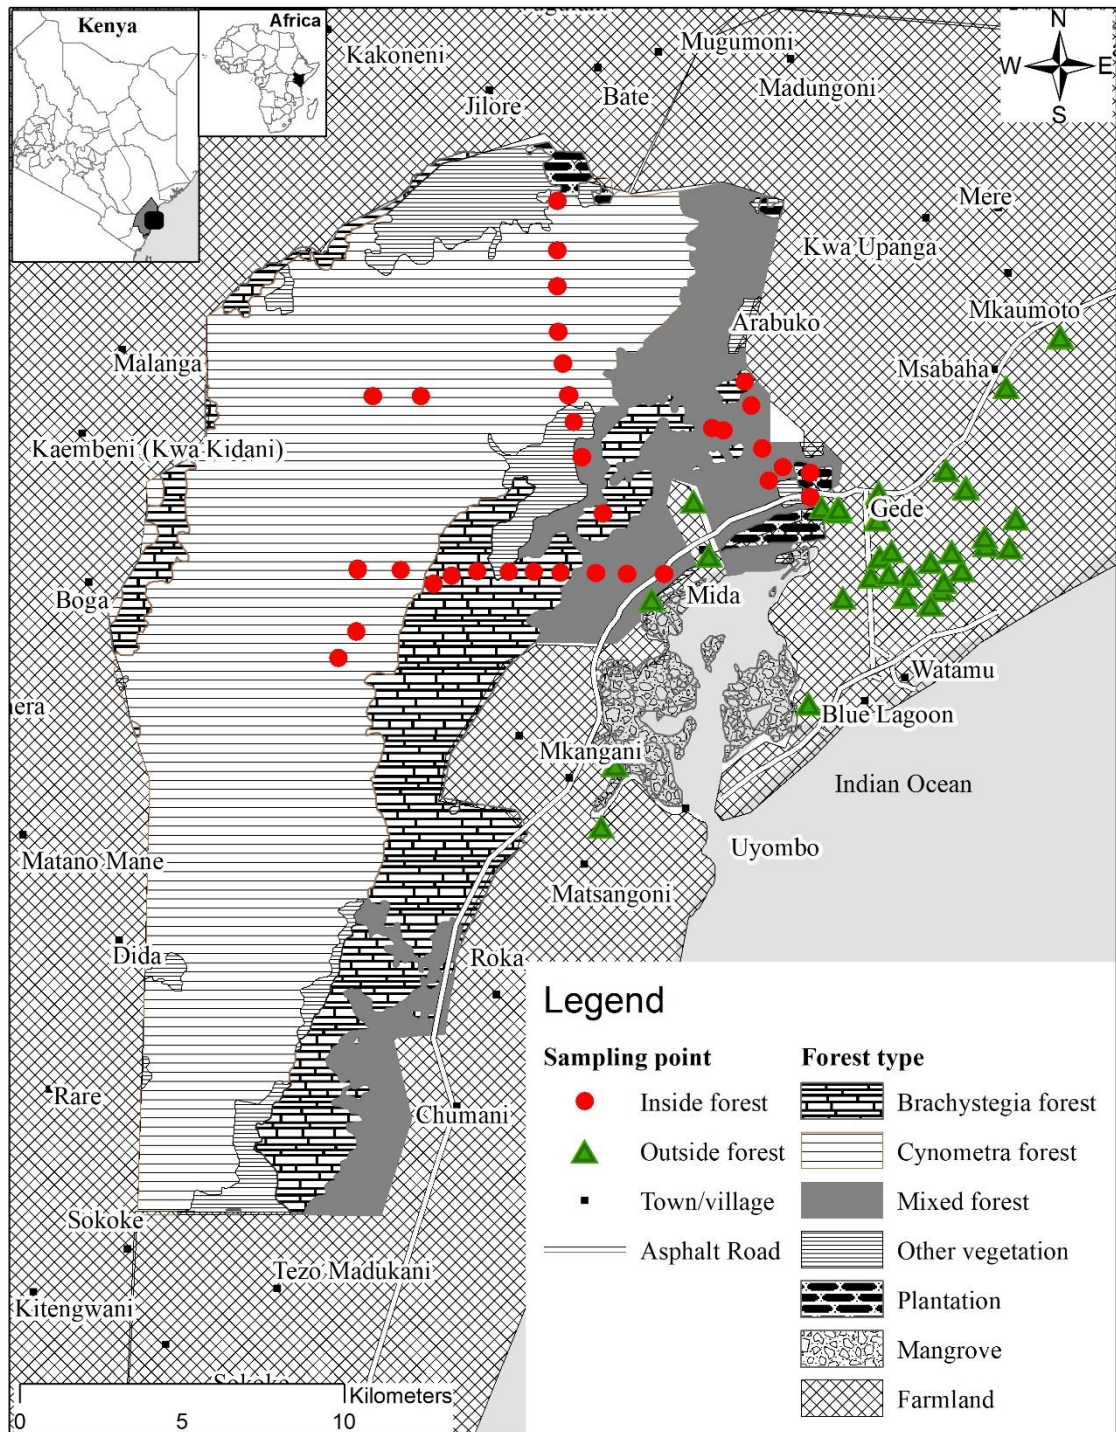 Kenya
Africa
N
W
E
S
Kakoneni
Mugumoni
Jilore
Bate
Madungoni
Mere
Kwa Upanga
Mkaumoto
Arabuko
Malanga
Msabaha
Kaembeni (Kwa Kidani)
Gede
Boga
Mida
Watamu
Blue Lagoon
Mkangani
Indian Ocean
Uyombo
Matano Mane
Matsangoni
Dida
Roka
Rare
Chumani
Sokoke
Tezo Madukani
Kitengwani
Sokoke
Kilometers
0
5
10
Legend
Sampling point
Inside forest
Outside forest
Town/village
Asphalt Road
Forest type
Brachystegia forest
Cynometra forest
Mixed forest
Other vegetation
Plantation
Mangrove
Farmland